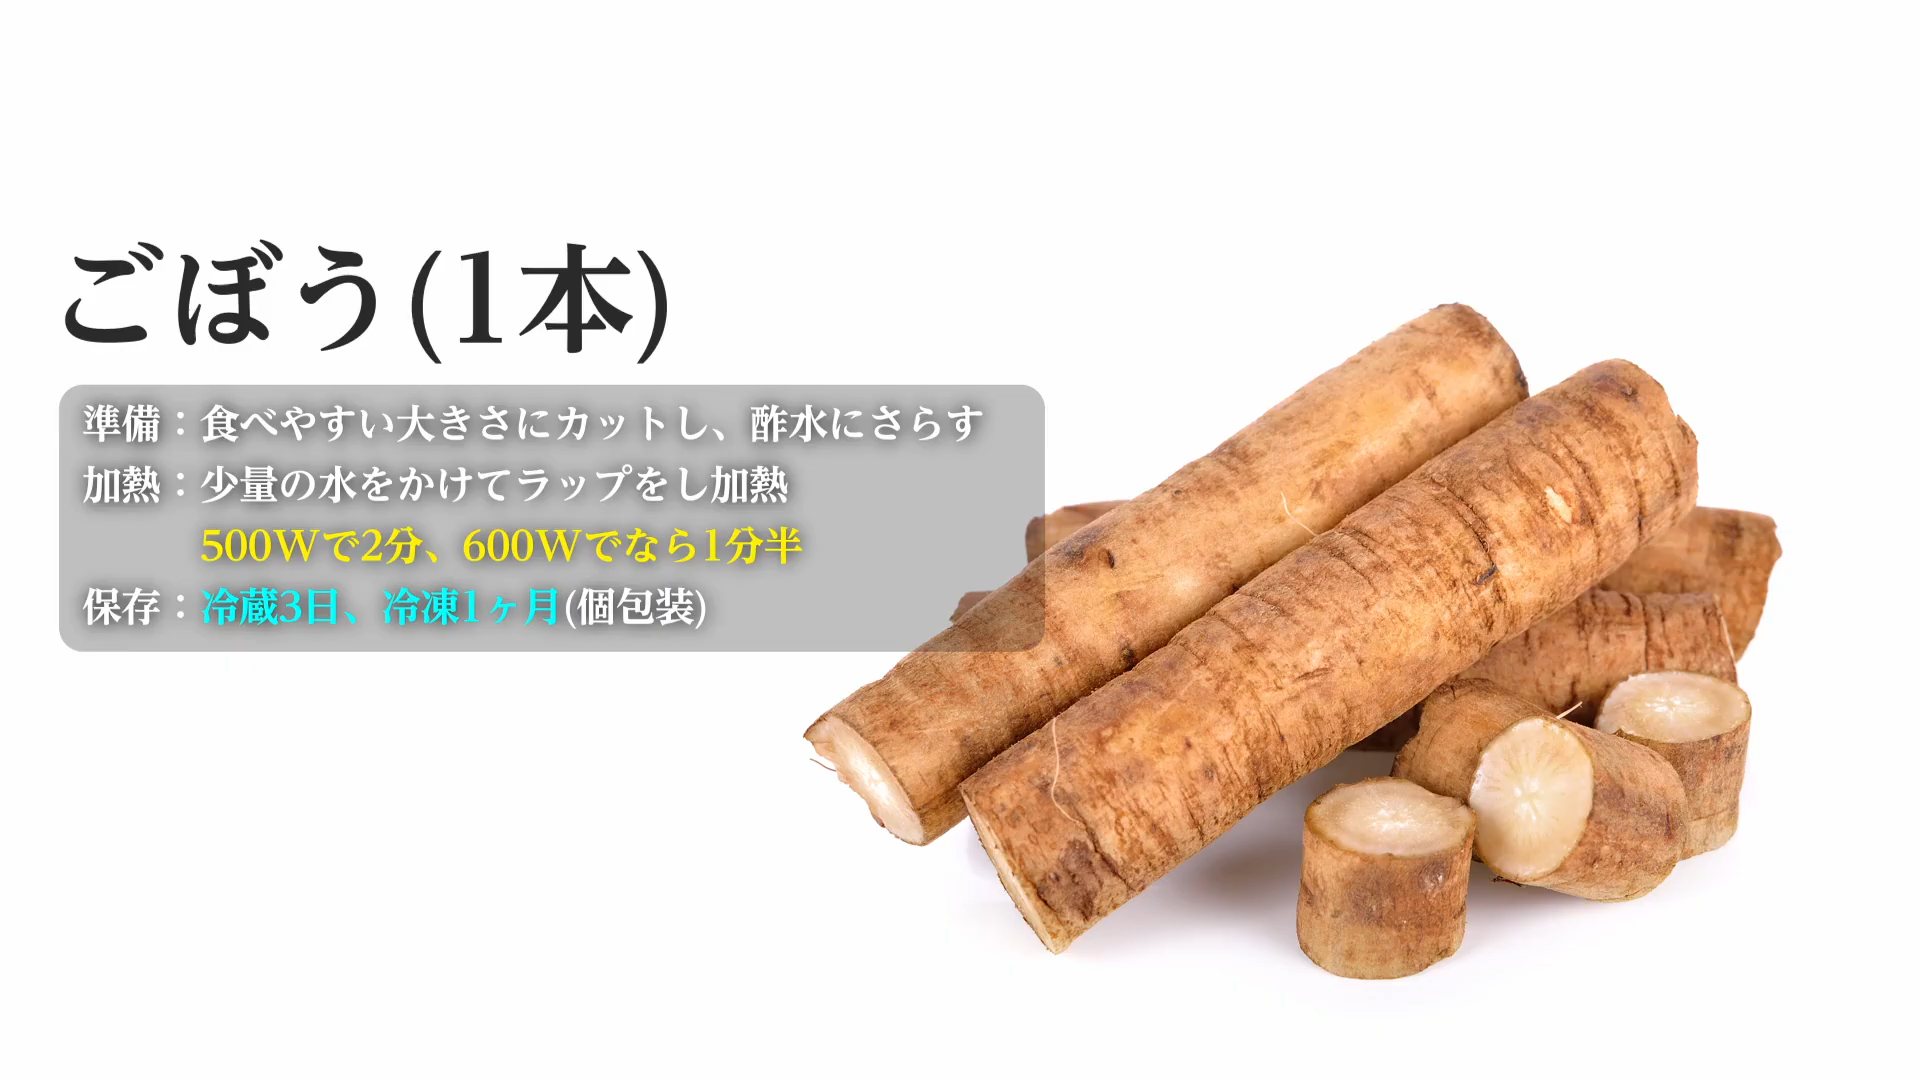 ごぼう(1本)
準備：食べやすい大きさにカットし、酢水にさらす
加熱：少量の水をかけてラップをし加熱
500Wで2分、600Wでなら1分半
保存：冷蔵3日、冷凍1ヶ月(個包装)